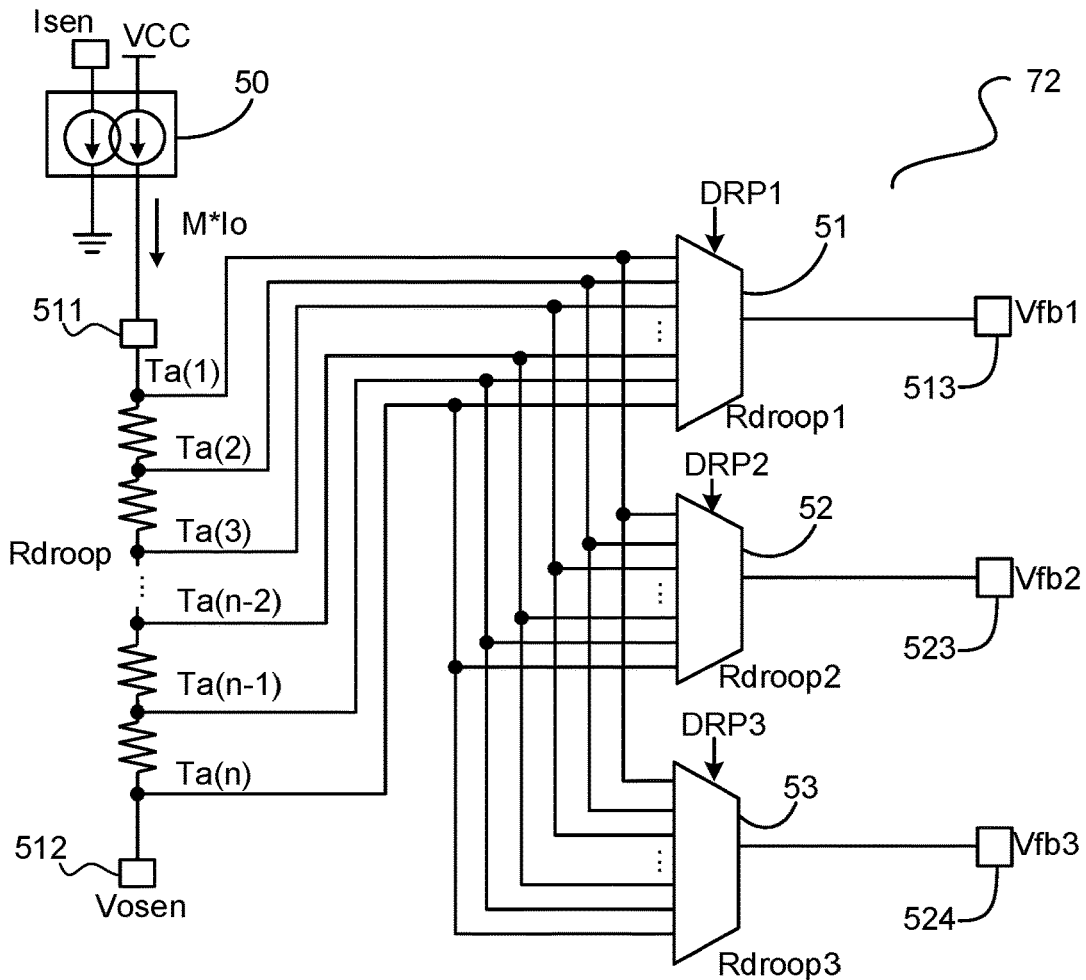 Isen
VCC
50
72
M*Io
DRP1
51
511
Vfb1
Ta(1)
513
Rdroop1
Ta(2)
DRP2
52
Ta(3)
Rdroop
Vfb2
Ta(n-2)
523
Ta(n-1)
Rdroop2
DRP3
Ta(n)
53
512
Vfb3
Vosen
524
Rdroop3